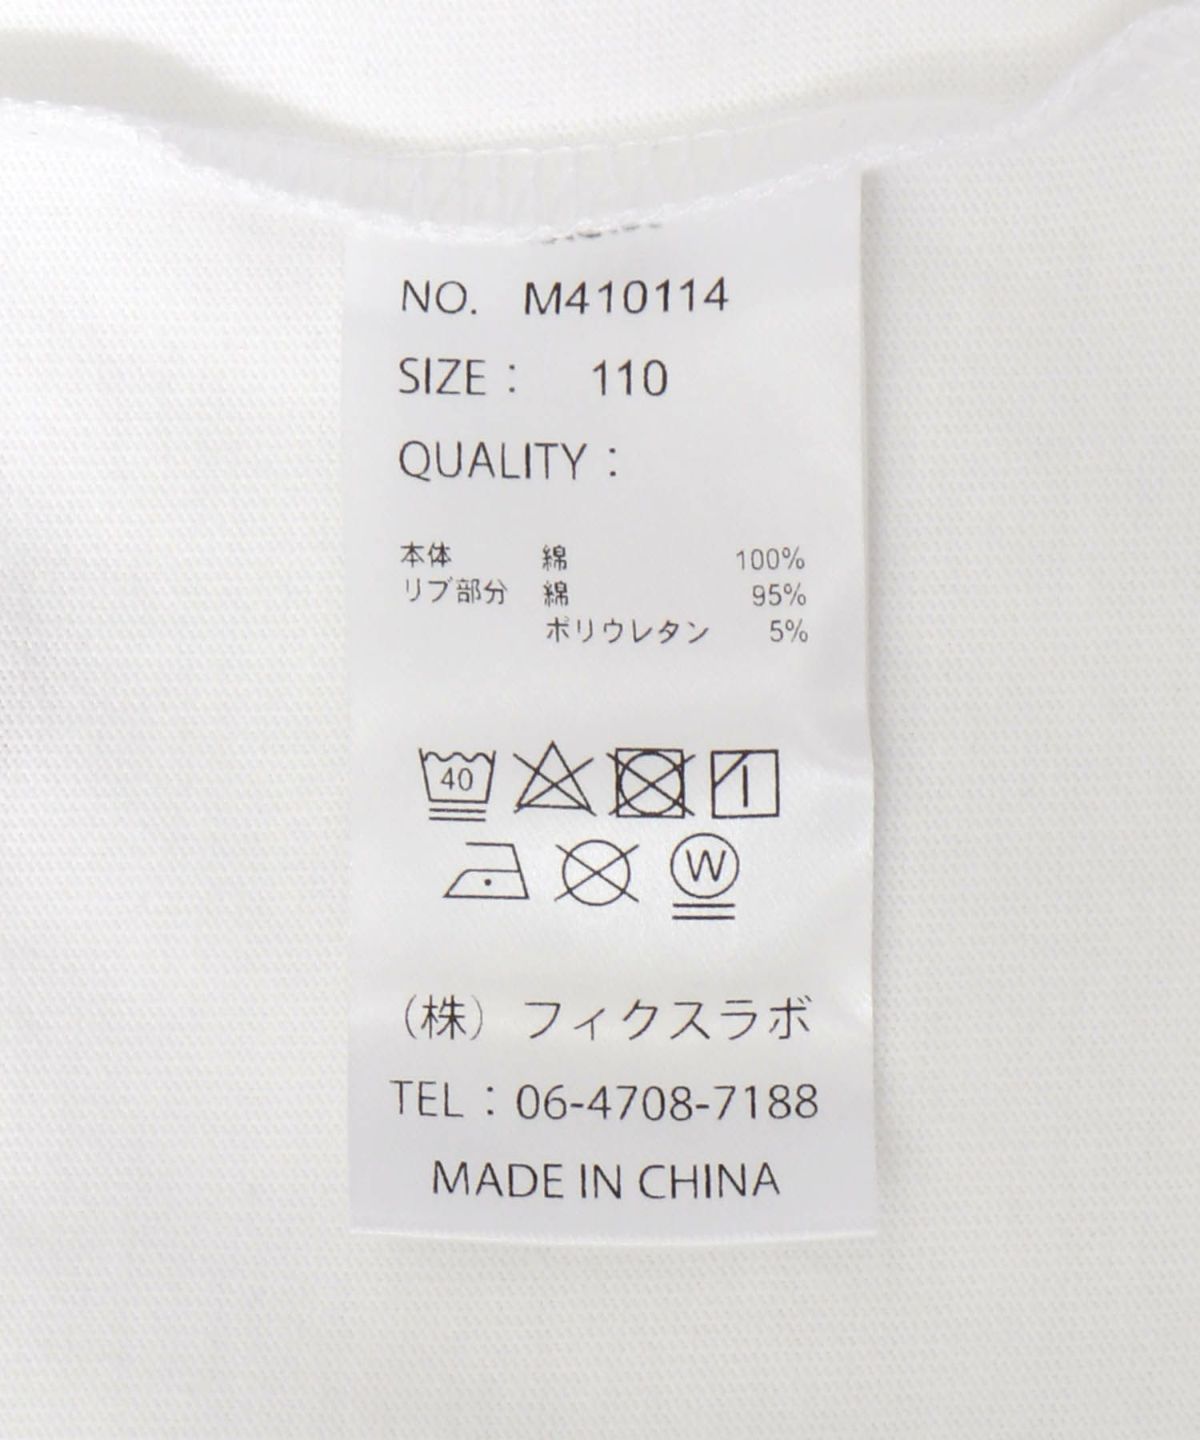 NO. M410114
SIZE： 110
QUALITY：
本体 綿 100%
リブ部分 綿 95%
ポリウレタン 5%
40
W
（株）フィクスラボ
TEL：06-4708-7188
MADE IN CHINA